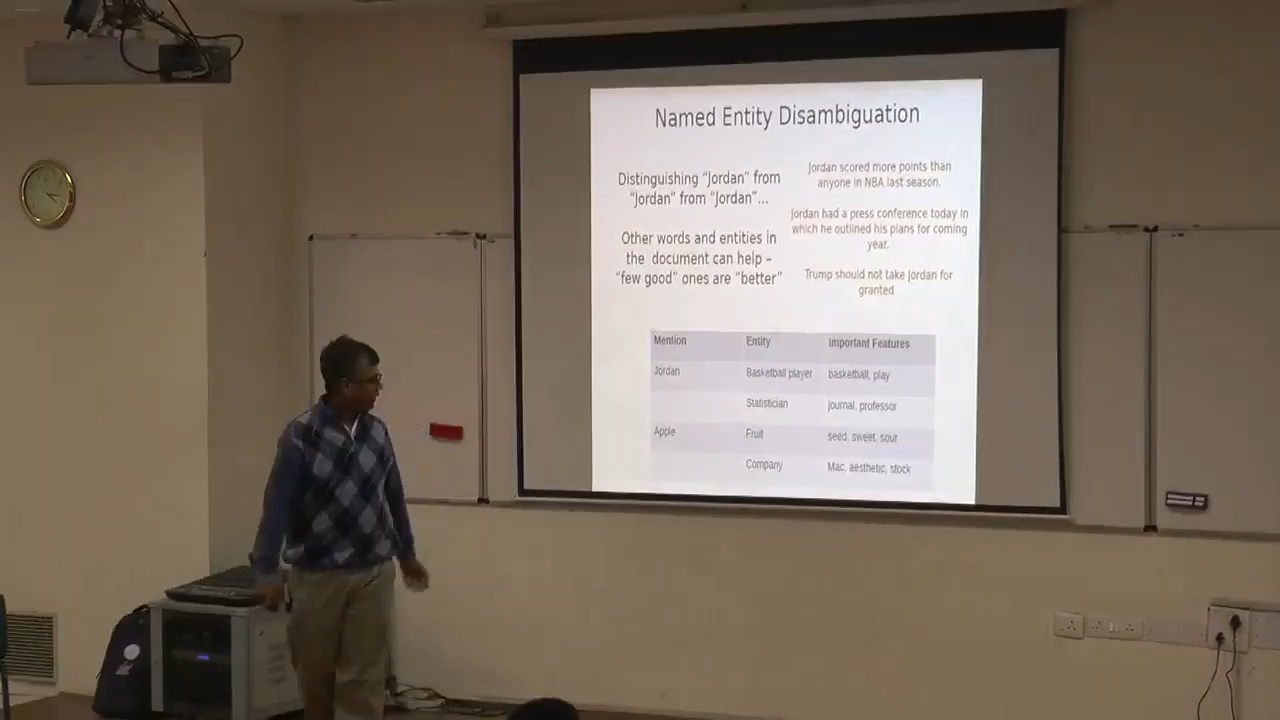 Named Entity Disambiguation
Distinguishing “Jordan” from
“Jordan” from “Jordan”...
Other words and entities in
the document can help –
“few good” ones are “better”
Jordan scored more points than
anyone in NBA last season.
Jordan had a press conference today in
which he outlined his plans for coming
year.
Trump should not take Jordan for
granted
Mention Entity Important Features
Jordan Basketball player basketball, play
Statistician journal, professor
Apple Fruit seed, sweet, sour
Company Mac, aesthetic, stock